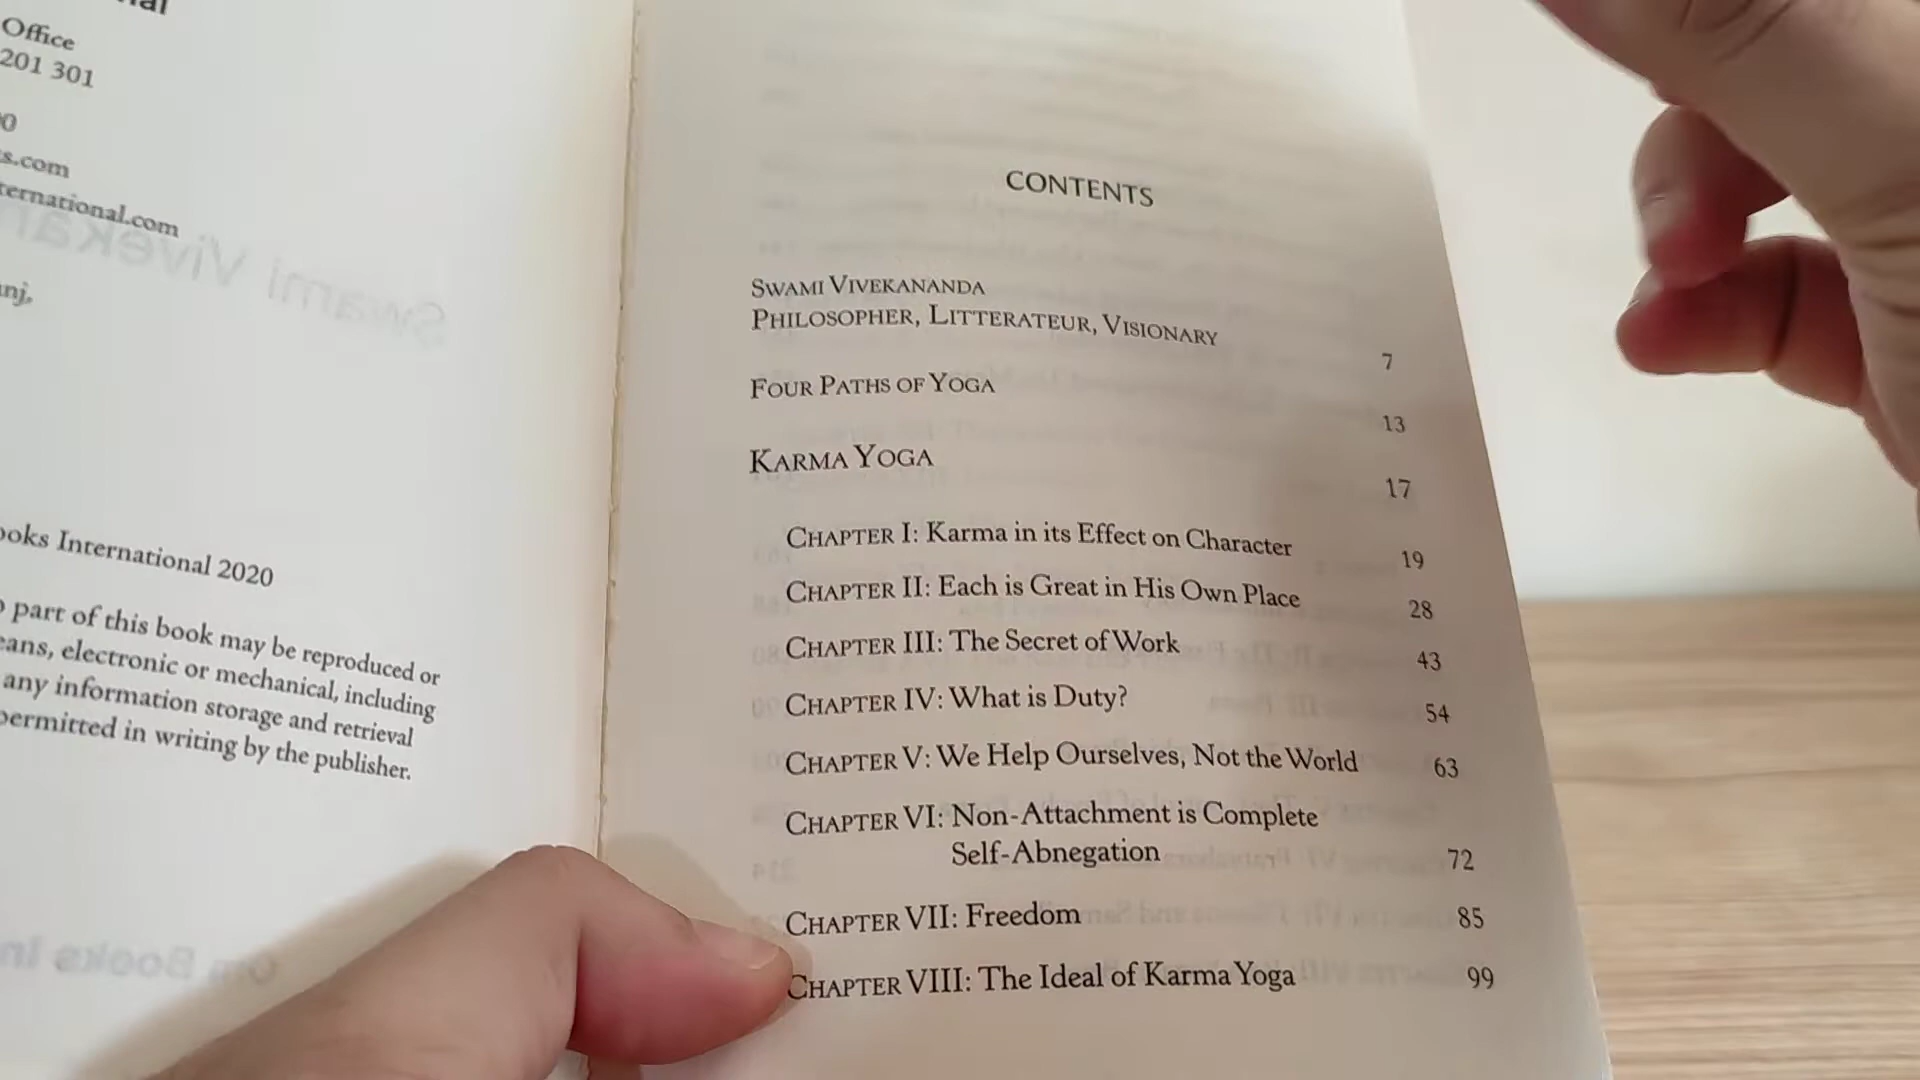 Office
201 301
s.com
ternational.com
ooks International 2020
part of this book may be reproduced or
eans, electronic or mechanical, including
any information storage and retrieval
permitted in writing by the publisher.
CONTENTS
SWAMI VIVEKANANDA
PHILOSOPHER, LITTERATEUR, VISIONARY 7
FOUR PATHS OF YOGA 13
KARMA YOGA 17
CHAPTER I: Karma in its Effect on Character 19
CHAPTER II: Each is Great in His Own Place 28
CHAPTER III: The Secret of Work 43
CHAPTER IV: What is Duty? 54
CHAPTER V: We Help Ourselves, Not the World 63
CHAPTER VI: Non-Attachment is Complete
Self-Abnegation 72
CHAPTER VII: Freedom 85
CHAPTER VIII: The Ideal of Karma Yoga 99